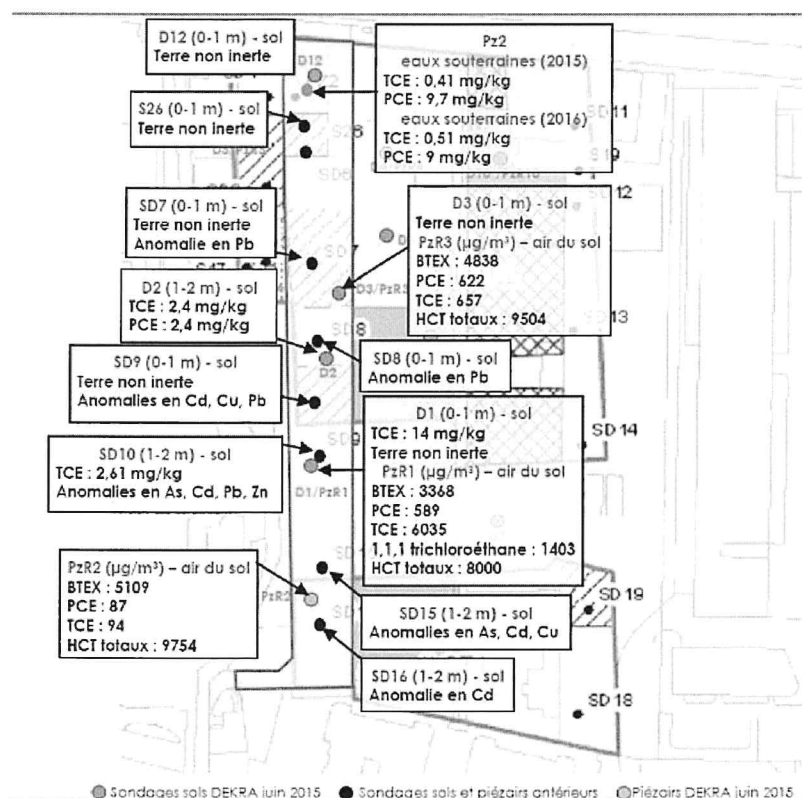 D12 (0-1 m) - sol
Terre non inerte
D12
Pz2
eaux souterraines (2015)
TCE : 0,41 mg/kg
PCE : 9,7 mg/kg
eaux souterraines (2016)
TCE : 0,51 mg/kg
PCE : 9 mg/kg
S26 (0-1 m) - sol
Terre non inerte
S26
SD11
SD12
SD7 (0-1 m) - sol
Terre non inerte
Anomalie en Pb
D3 (0-1 m) - sol
Terre non inerte
PzR3 (µg/m³) – air du sol
BTEX : 4838
PCE : 622
TCE : 657
HCT totaux : 9504
S47
D3/PzR3
D2 (1-2 m) - sol
TCE : 2,4 mg/kg
PCE : 2,4 mg/kg
SD8
SD13
D2
SD8 (0-1 m) - sol
Anomalie en Pb
SD9 (0-1 m) - sol
Terre non inerte
Anomalies en Cd, Cu, Pb
D1 (0-1 m) - sol
TCE : 14 mg/kg
Terre non inerte
PzR1 (µg/m³) – air du sol
BTEX : 3368
PCE : 589
TCE : 6035
1,1,1 trichloroéthane : 1403
HCT totaux : 8000
SD14
SD9
SD10 (1-2 m) - sol
TCE : 2,61 mg/kg
Anomalies en As, Cd, Pb, Zn
D1/PzR1
PzR2 (µg/m³) – air du sol
BTEX : 5109
PCE : 87
TCE : 94
HCT totaux : 9754
PzR2
SD15 (1-2 m) - sol
Anomalies en As, Cd, Cu
SD19
SD16 (1-2 m) - sol
Anomalie en Cd
SD18
Sondages sols DEKRA juin 2015
Sondages sols et piézairs antérieurs
Piézairs DEKRA juin 2015